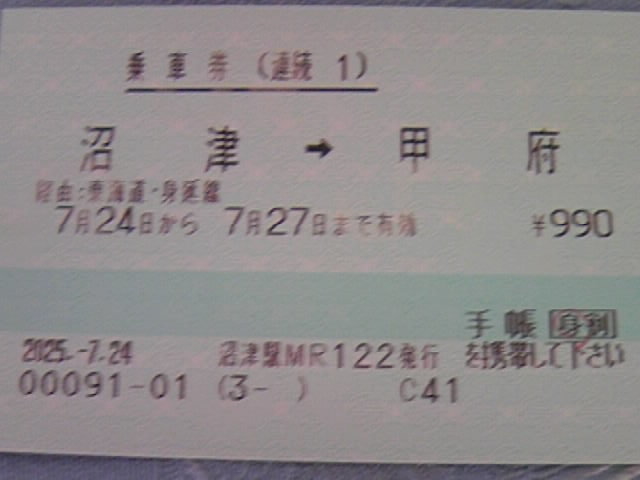 乗車券 (連続 1)
沼津 → 甲府
経由:東海道・身延線
7月24日から 7月27日まで有効 ¥990
手帳 身割
を携帯して下さい
2025.-7.24 沼津駅MR122発行
00091-01 (3- ) C41